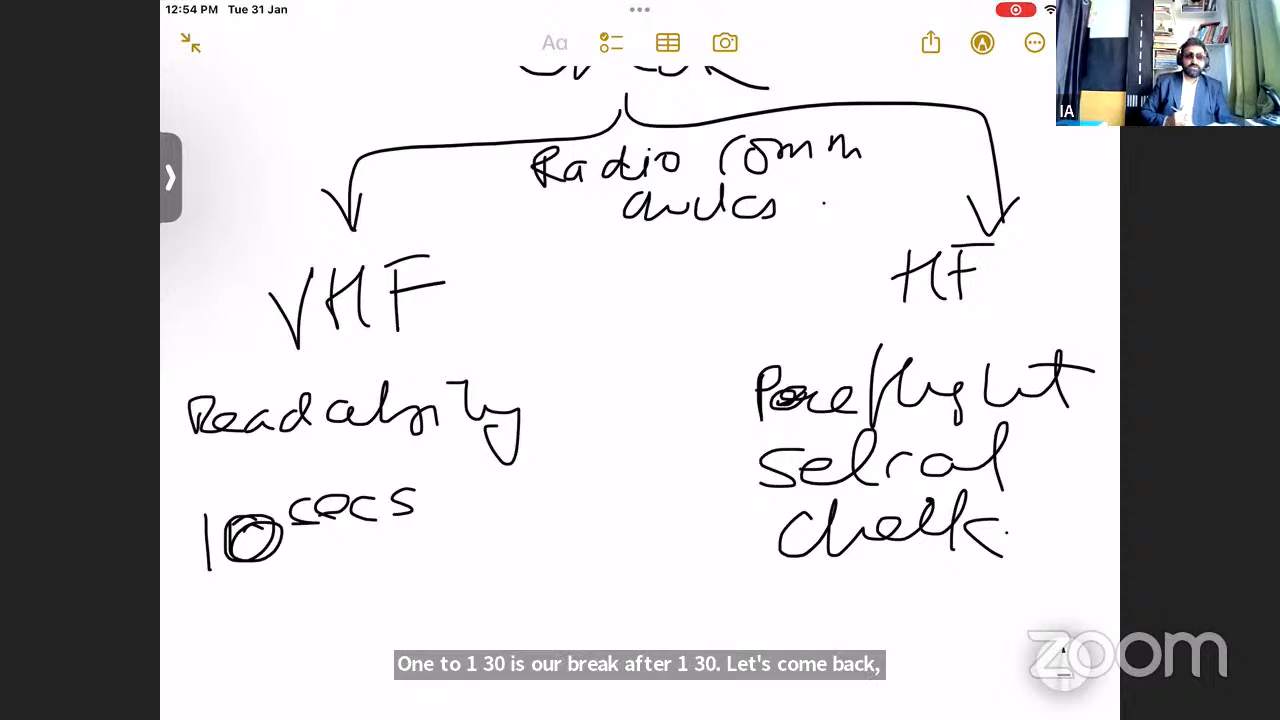 12:54 PM Tue 31 Jan
Aa
IA
Radio comm
checks
VHF
HF
Readability
Preflight
10 secs
selcal
check
One to 1 30 is our break after 1 30. Let's come back,
zoom